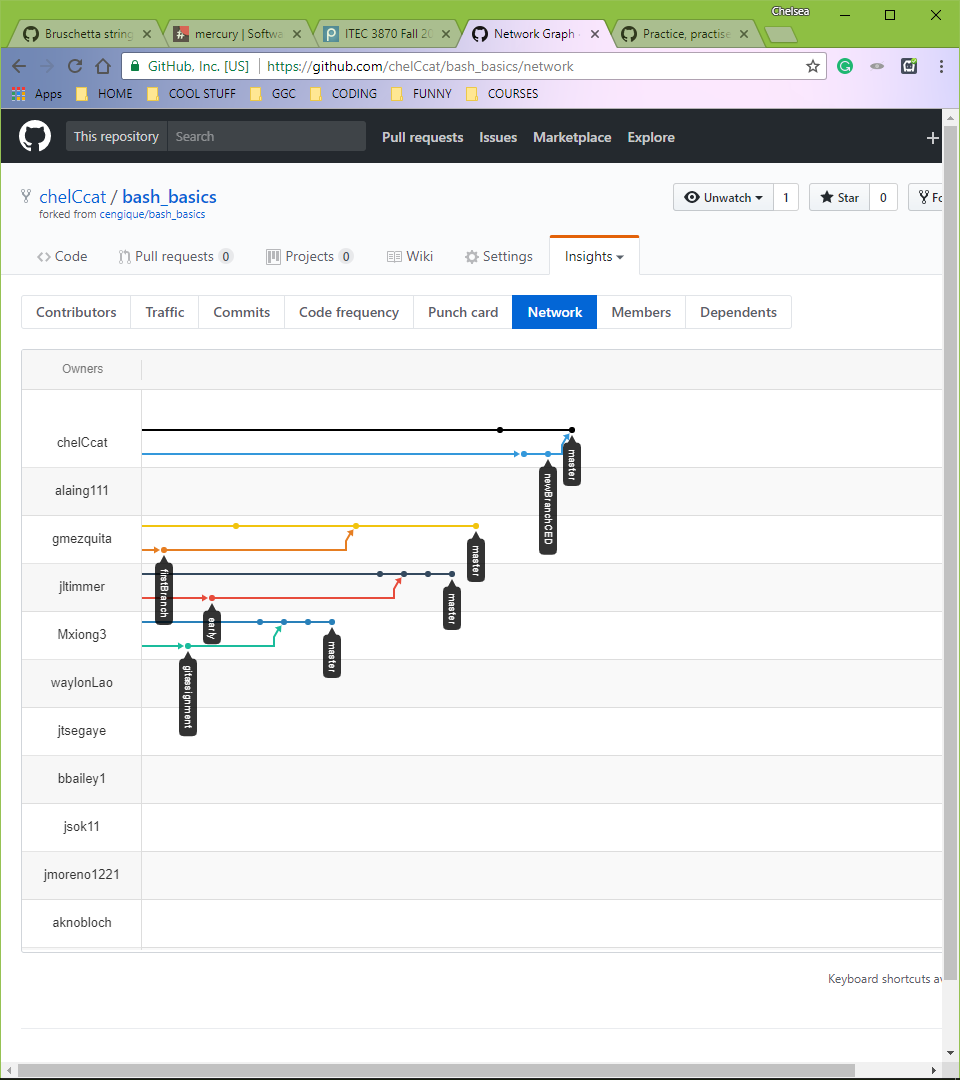 Chelsea
Bruschetta string
mercury | Softwa
ITEC 3870 Fall 20
Network Graph
Practice, practise
GitHub, Inc. [US] https://github.com/chelCcat/bash_basics/network
Apps HOME COOL STUFF GGC CODING FUNNY COURSES
This repository Search Pull requests Issues Marketplace Explore
chelCcat / bash_basics
forked from cengique/bash_basics
Unwatch 1 Star 0 Fo
Code Pull requests 0 Projects 0 Wiki Settings Insights
Contributors Traffic Commits Code frequency Punch card Network Members Dependents
Owners
chelCcat
master
newBranchCED
alaing111
gmezquita
master
firstBranch
jltimmer
master
early
Mxiong3
master
gitassignment
waylonLao
jtsegaye
bbailey1
jsok11
jmoreno1221
aknobloch
Keyboard shortcuts av